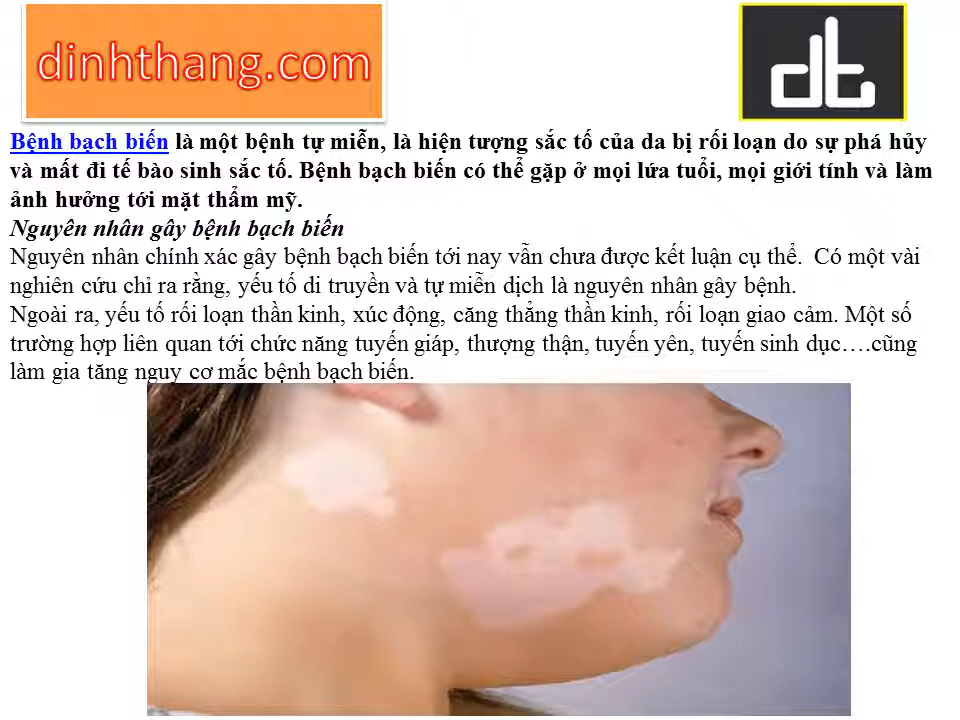 dinhthang.com
dt
Bệnh bạch biến là một bệnh tự miễn, là hiện tượng sắc tố của da bị rối loạn do sự phá hủy
và mất đi tế bào sinh sắc tố. Bệnh bạch biến có thể gặp ở mọi lứa tuổi, mọi giới tính và làm
ảnh hưởng tới mặt thẩm mỹ.
Nguyên nhân gây bệnh bạch biến
Nguyên nhân chính xác gây bệnh bạch biến tới nay vẫn chưa được kết luận cụ thể.  Có một vài
nghiên cứu chỉ ra rằng, yếu tố di truyền và tự miễn dịch là nguyên nhân gây bệnh.
Ngoài ra, yếu tố rối loạn thần kinh, xúc động, căng thẳng thần kinh, rối loạn giao cảm. Một số
trường hợp liên quan tới chức năng tuyến giáp, thượng thận, tuyến yên, tuyến sinh dục….cũng
làm gia tăng nguy cơ mắc bệnh bạch biến.